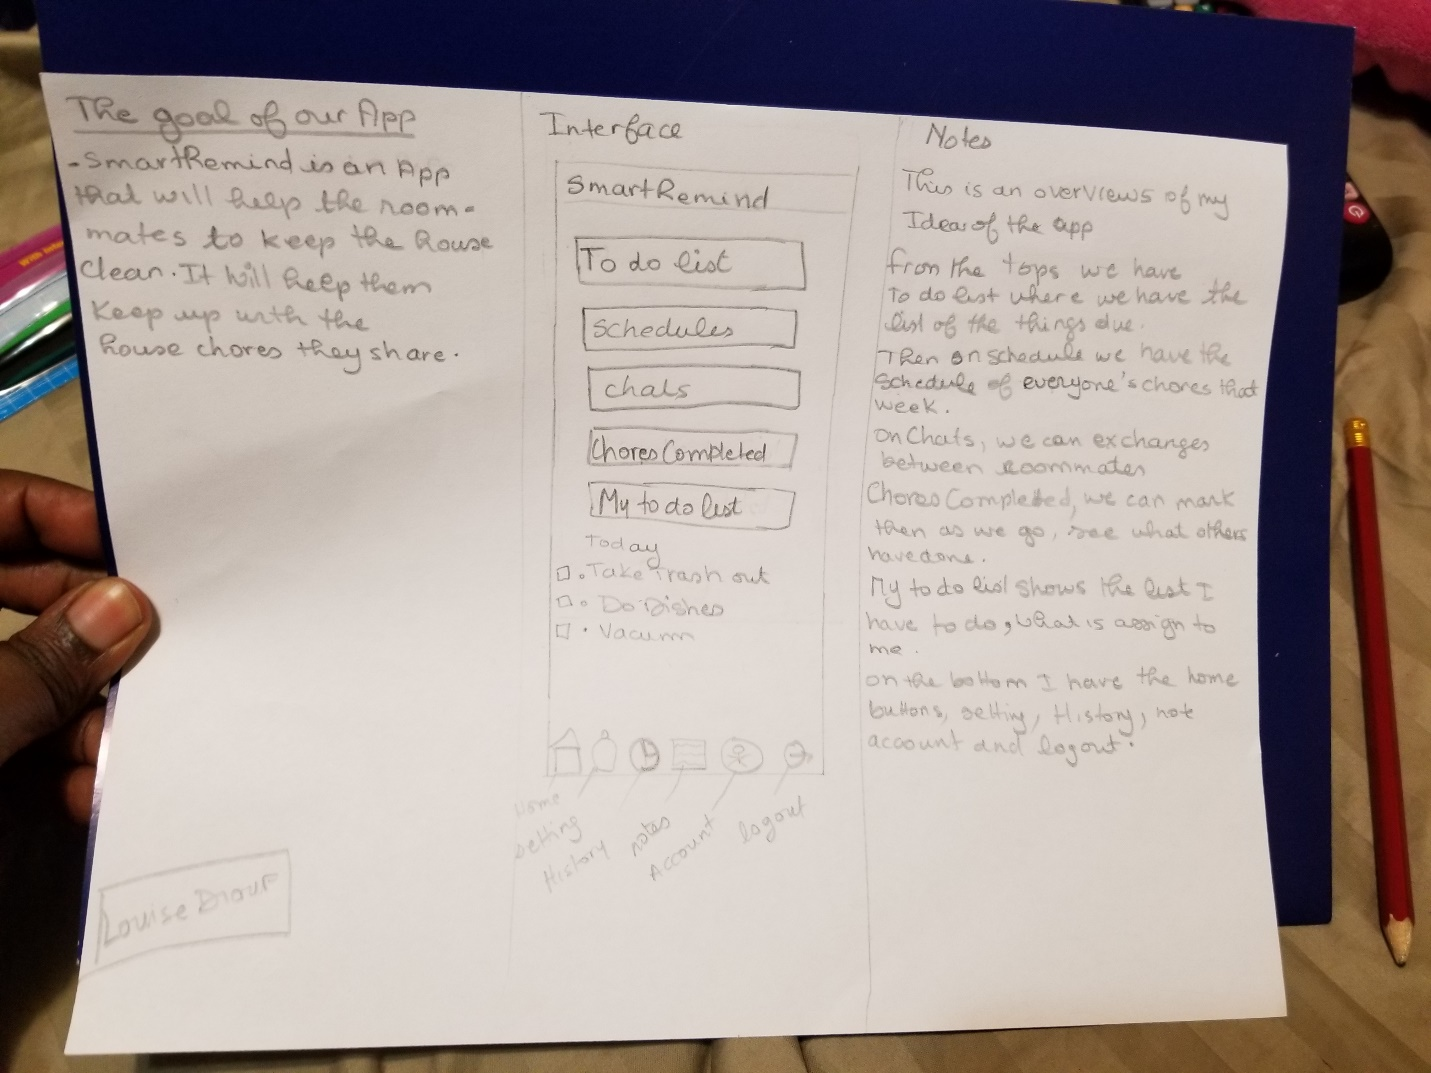 The goal of our App
- SmartRemind is an App
that will help the room-
mates to keep the house
clean. It will help them
Keep up with the
house chores they share.
Louise Diouf
Interface
SmartRemind
To do list
Schedules
chats
Chores Completed
My to do list
Today
• Take Trash out
• Do Dishes
• Vacumn
Home
setting
History
notes
Account
logout
Notes
This is an overviews of my
Idea of the app
from the tops we have
To do list where we have the
list of the things due.
Then on schedule we have the
Schedule of everyone's chores that
week.
on Chats, we can exchanges
between roommates
Chores Completed, we can mark
then as we go, see what others
have done.
My to do list shows the list I
have to do, what is assign to
me.
on the bottom I have the home
buttons, setting, History, note
account and logout.